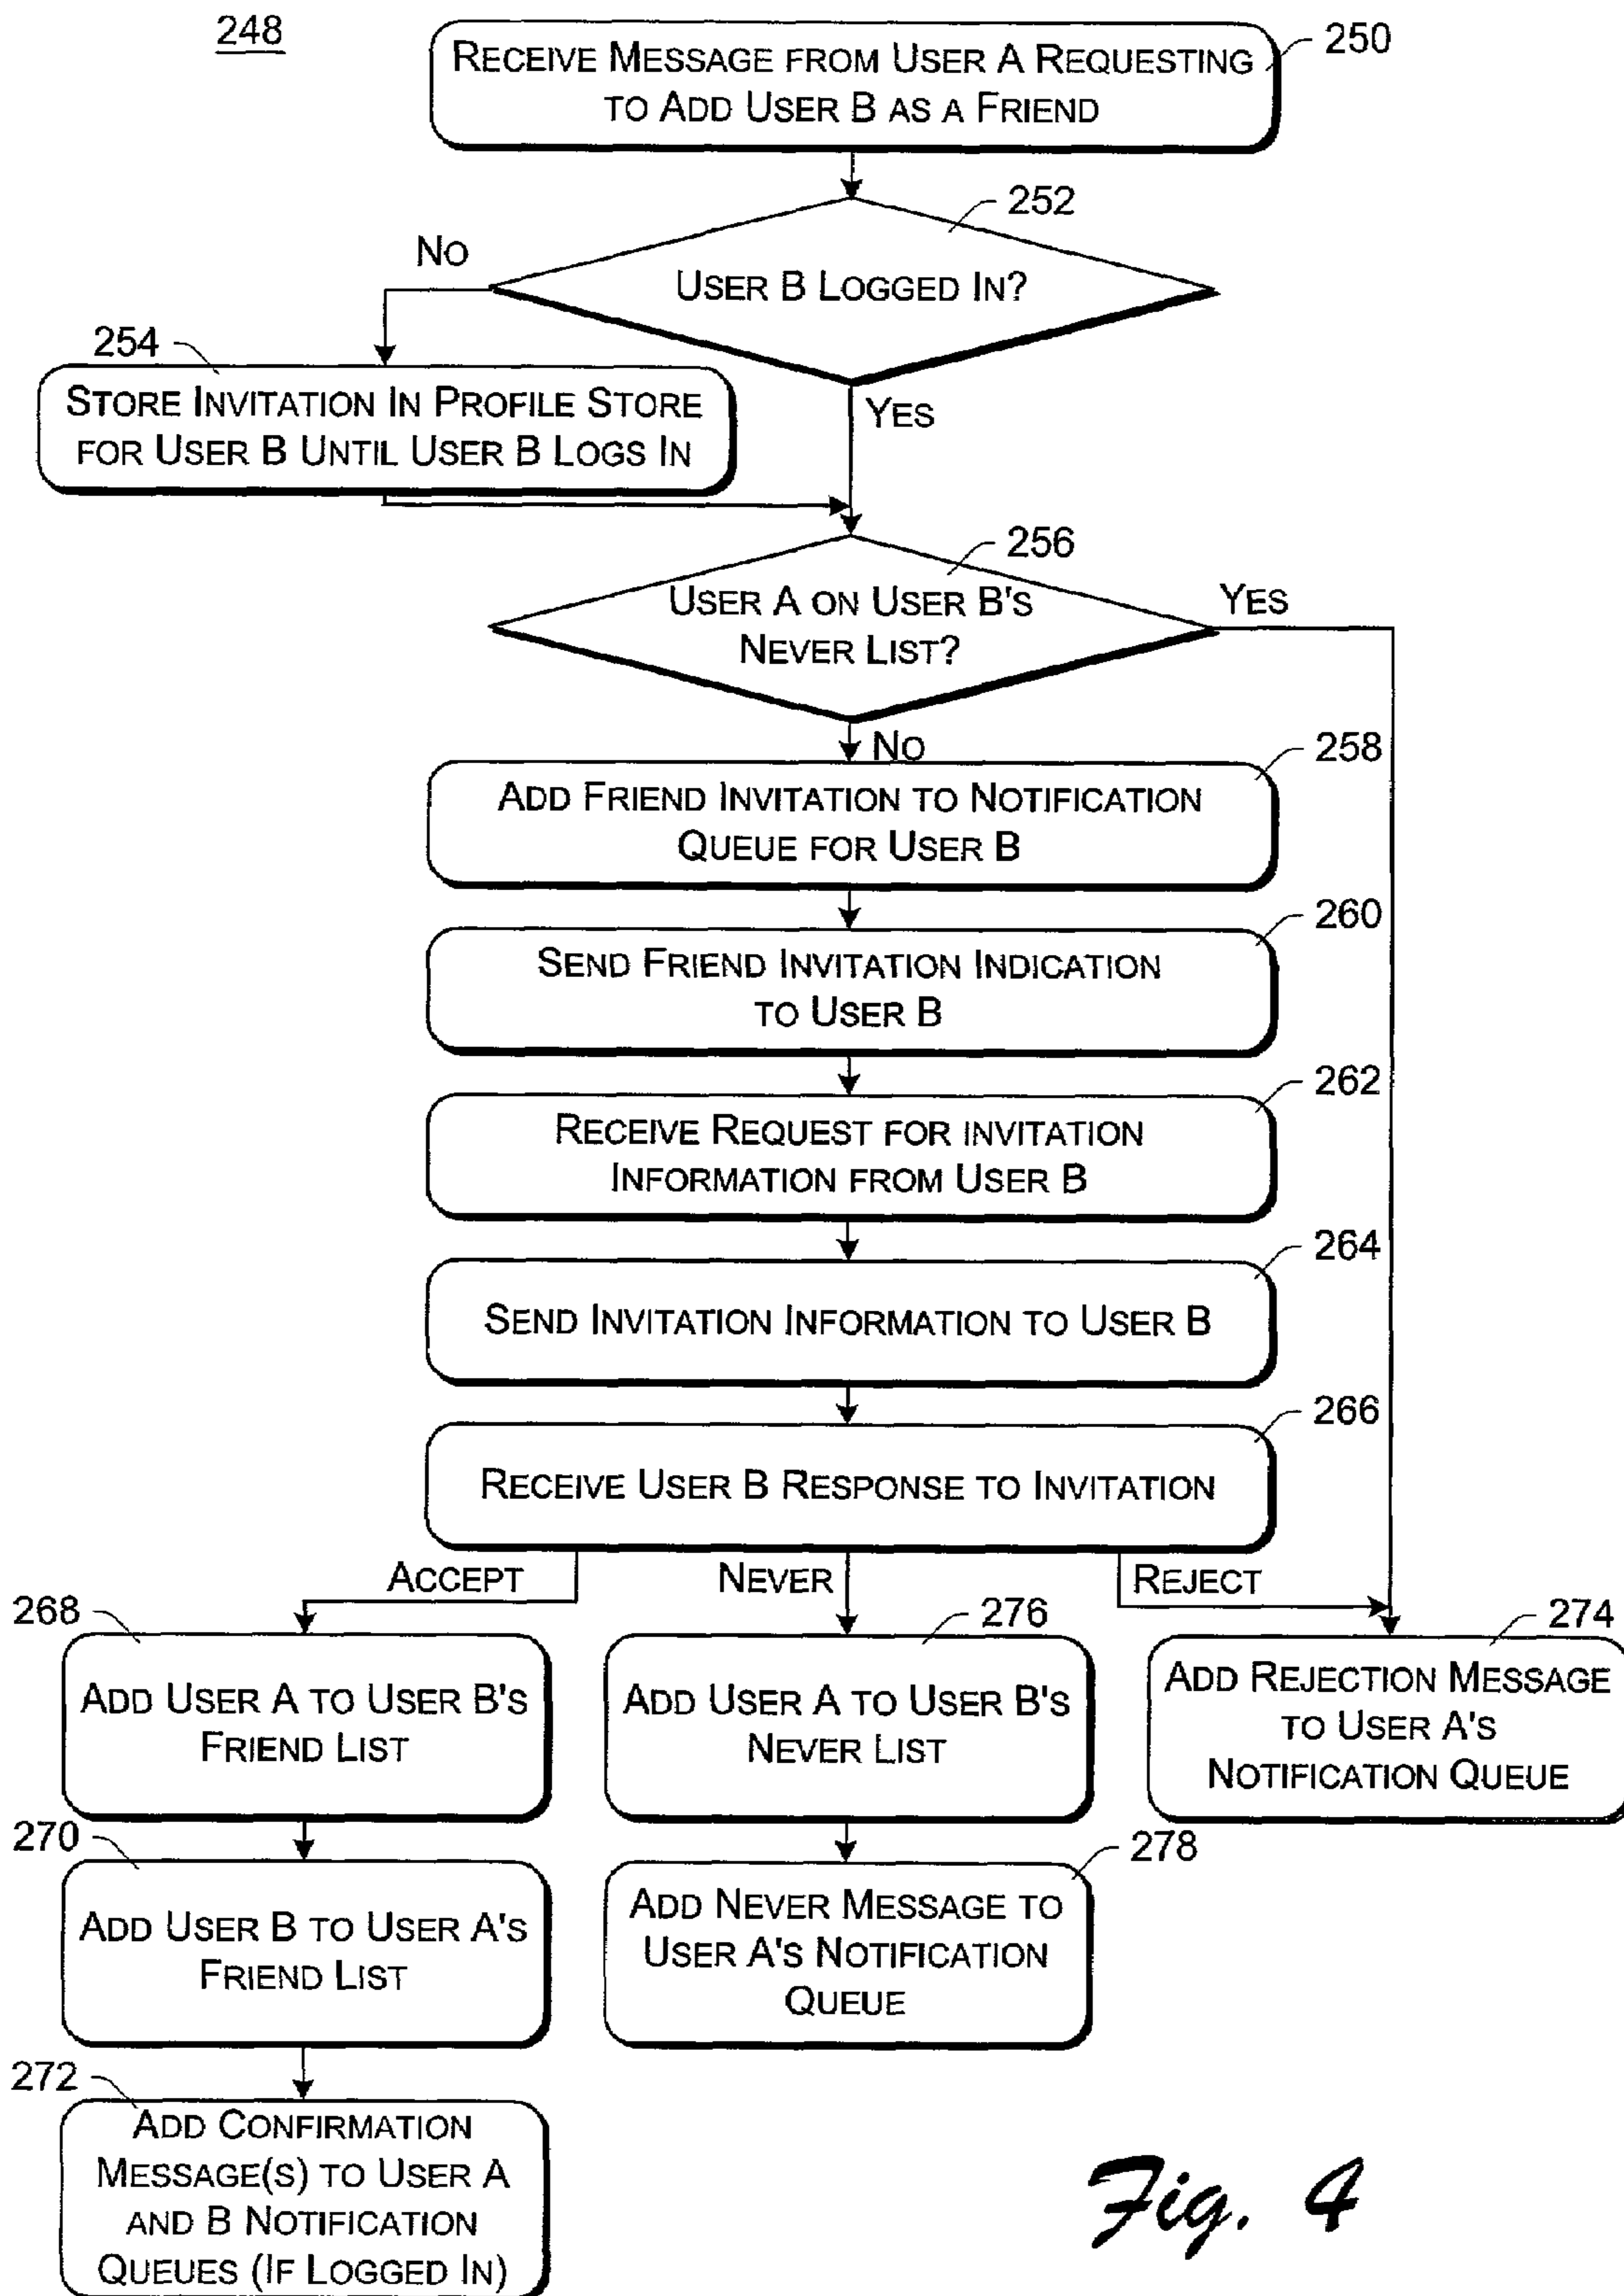 248
RECEIVE MESSAGE FROM USER A REQUESTING
TO ADD USER B AS A FRIEND
250
252
NO
USER B LOGGED IN?
254
STORE INVITATION IN PROFILE STORE
FOR USER B UNTIL USER B LOGS IN
YES
256
USER A ON USER B'S
NEVER LIST?
YES
NO
258
ADD FRIEND INVITATION TO NOTIFICATION
QUEUE FOR USER B
260
SEND FRIEND INVITATION INDICATION
TO USER B
262
RECEIVE REQUEST FOR INVITATION
INFORMATION FROM USER B
264
SEND INVITATION INFORMATION TO USER B
266
RECEIVE USER B RESPONSE TO INVITATION
ACCEPT
NEVER
REJECT
268
ADD USER A TO USER B'S
FRIEND LIST
276
ADD USER A TO USER B'S
NEVER LIST
274
ADD REJECTION MESSAGE
TO USER A'S
NOTIFICATION QUEUE
270
ADD USER B TO USER A'S
FRIEND LIST
278
ADD NEVER MESSAGE TO
USER A'S NOTIFICATION
QUEUE
272
ADD CONFIRMATION
MESSAGE(S) TO USER A
AND B NOTIFICATION
QUEUES (IF LOGGED IN)
Fig. 4